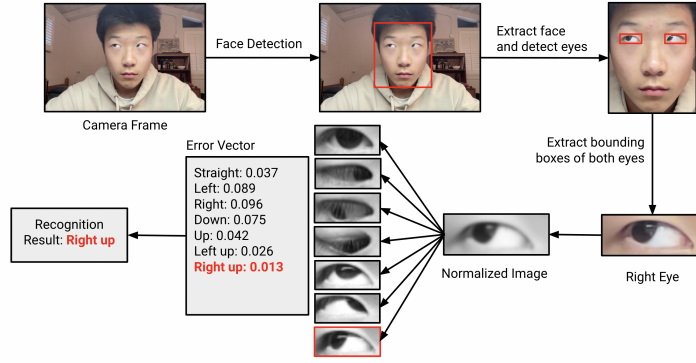 Face Detection
Extract face
and detect eyes
Camera Frame
Extract bounding
boxes of both eyes
Error Vector
Straight: 0.037
Left: 0.089
Right: 0.096
Down: 0.075
Up: 0.042
Left up: 0.026
Right up: 0.013
Recognition
Result: Right up
Normalized Image
Right Eye